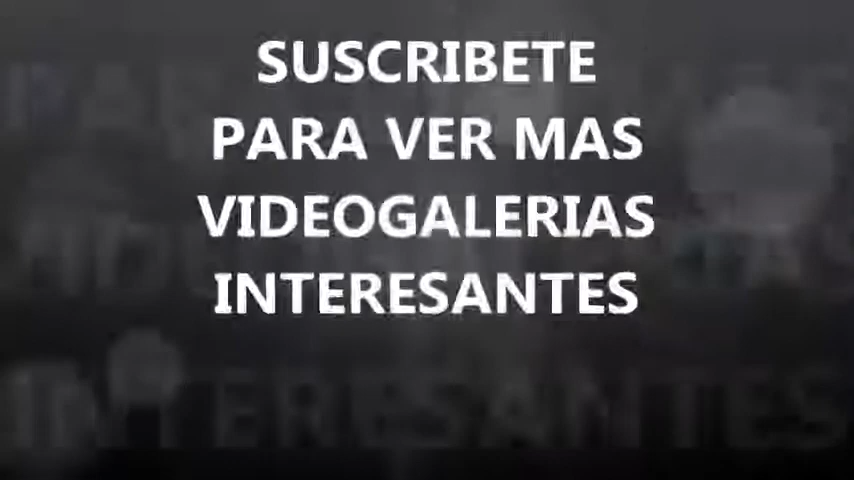 SUSCRIBETE
PARA VER MAS
VIDEOGALERIAS
INTERESANTES